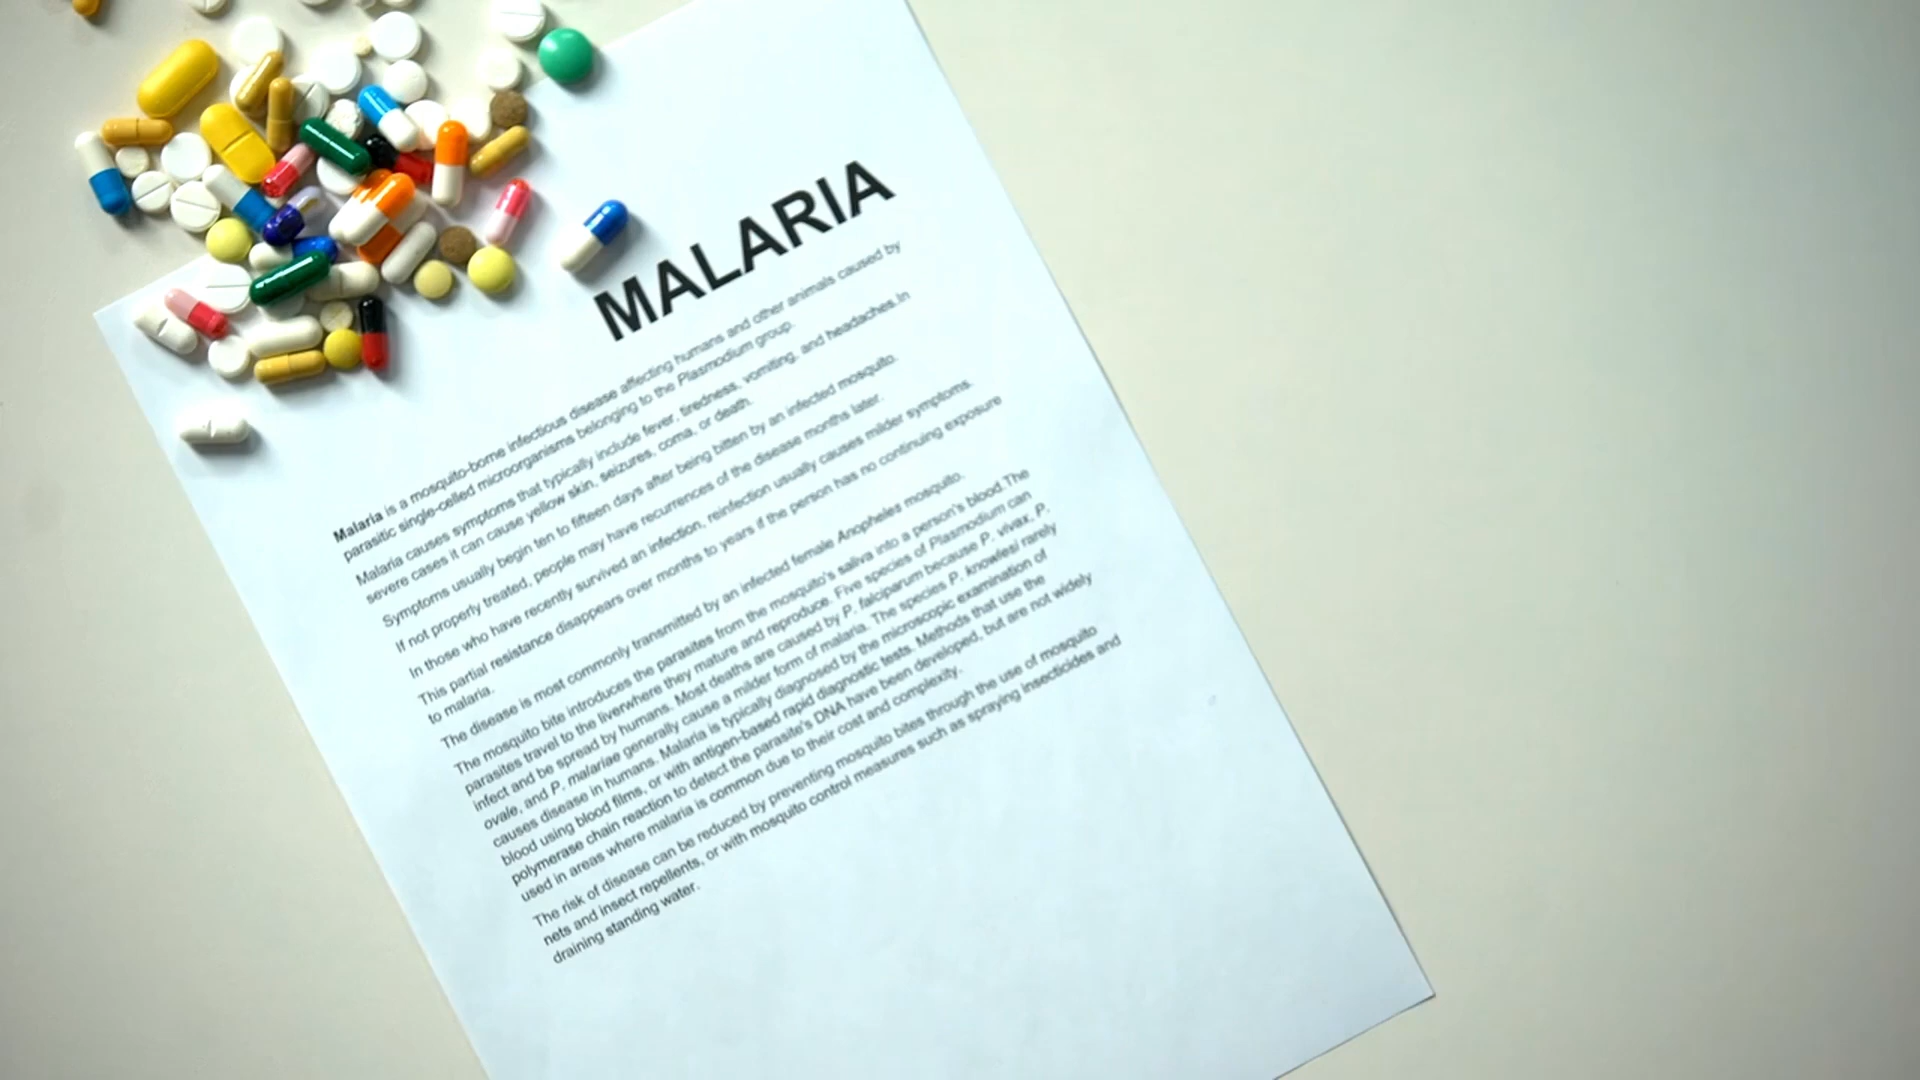 MALARIA
Malaria is a mosquito-borne infectious disease affecting humans and other animals caused by
parasitic single-celled microorganisms belonging to the Plasmodium group.
Malaria causes symptoms that typically include fever, tiredness, vomiting, and headaches.In
severe cases it can cause yellow skin, seizures, coma, or death.
Symptoms usually begin ten to fifteen days after being bitten by an infected mosquito.
If not properly treated, people may have recurrences of the disease months later.
In those who have recently survived an infection, reinfection usually causes milder symptoms.
This partial resistance disappears over months to years if the person has no continuing exposure
to malaria.
The disease is most commonly transmitted by an infected female Anopheles mosquito.
The mosquito bite introduces the parasites from the mosquito's saliva into a person's blood.The
parasites travel to the liverwhere they mature and reproduce. Five species of Plasmodium can
infect and be spread by humans. Most deaths are caused by P. falciparum because P. vivax, P.
ovale, and P. malariae generally cause a milder form of malaria. The species P. knowlesi rarely
causes disease in humans. Malaria is typically diagnosed by the microscopic examination of
blood using blood films, or with antigen-based rapid diagnostic tests. Methods that use the
polymerase chain reaction to detect the parasite's DNA have been developed, but are not widely
used in areas where malaria is common due to their cost and complexity.
The risk of disease can be reduced by preventing mosquito bites through the use of mosquito
nets and insect repellents, or with mosquito control measures such as spraying insecticides and
draining standing water.